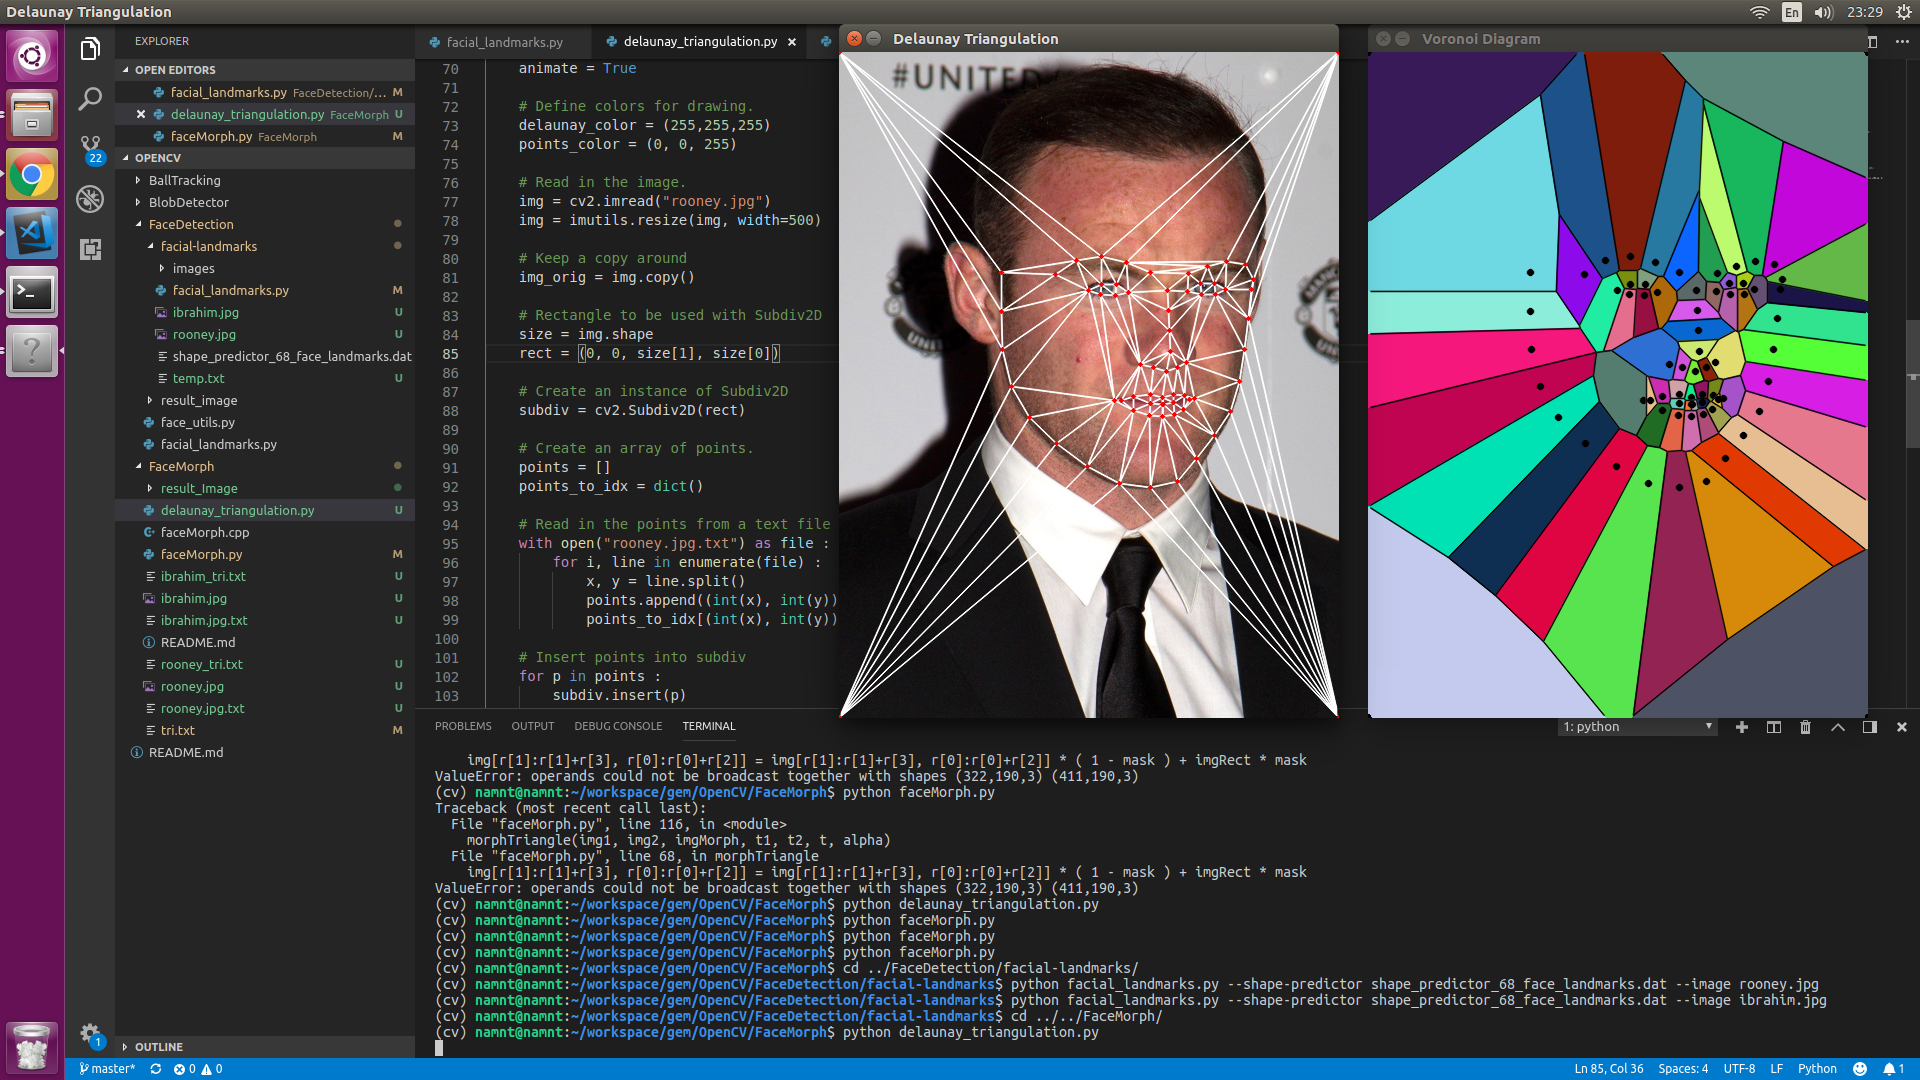 Delaunay Triangulation
En
23:29
EXPLORER
OPEN EDITORS
facial_landmarks.py FaceDetection/... M
delaunay_triangulation.py FaceMorph U
faceMorph.py FaceMorph M
OPENCV
BallTracking
BlobDetector
FaceDetection
facial-landmarks
images
facial_landmarks.py M
ibrahim.jpg U
rooney.jpg U
shape_predictor_68_face_landmarks.dat
temp.txt U
result_image
face_utils.py
facial_landmarks.py
FaceMorph
result_Image
delaunay_triangulation.py U
faceMorph.cpp
faceMorph.py M
ibrahim_tri.txt U
ibrahim.jpg U
ibrahim.jpg.txt U
README.md
rooney_tri.txt U
rooney.jpg U
rooney.jpg.txt U
tri.txt M
README.md
OUTLINE
22
1
facial_landmarks.py
delaunay_triangulation.py
70 animate = True
71
72 # Define colors for drawing.
73 delaunay_color = (255,255,255)
74 points_color = (0, 0, 255)
75
76 # Read in the image.
77 img = cv2.imread("rooney.jpg")
78 img = imutils.resize(img, width=500)
79
80 # Keep a copy around
81 img_orig = img.copy()
82
83 # Rectangle to be used with Subdiv2D
84 size = img.shape
85 rect = (0, 0, size[1], size[0])
86
87 # Create an instance of Subdiv2D
88 subdiv = cv2.Subdiv2D(rect)
89
90 # Create an array of points.
91 points = []
92 points_to_idx = dict()
93
94 # Read in the points from a text file
95 with open("rooney.jpg.txt") as file :
96 for i, line in enumerate(file) :
97 x, y = line.split()
98 points.append((int(x), int(y))
99 points_to_idx[(int(x), int(y))
100
101 # Insert points into subdiv
102 for p in points :
103 subdiv.insert(p)
Delaunay Triangulation
#UNITED
Voronoi Diagram
PROBLEMS OUTPUT DEBUG CONSOLE TERMINAL
1: python
img[r[1]:r[1]+r[3], r[0]:r[0]+r[2]] = img[r[1]:r[1]+r[3], r[0]:r[0]+r[2]] * ( 1 - mask ) + imgRect * mask
ValueError: operands could not be broadcast together with shapes (322,190,3) (411,190,3)
(cv) namnt@namnt:~/workspace/gem/OpenCV/FaceMorph$ python faceMorph.py
Traceback (most recent call last):
File "faceMorph.py", line 116, in <module>
morphTriangle(img1, img2, imgMorph, t1, t2, t, alpha)
File "faceMorph.py", line 68, in morphTriangle
img[r[1]:r[1]+r[3], r[0]:r[0]+r[2]] = img[r[1]:r[1]+r[3], r[0]:r[0]+r[2]] * ( 1 - mask ) + imgRect * mask
ValueError: operands could not be broadcast together with shapes (322,190,3) (411,190,3)
(cv) namnt@namnt:~/workspace/gem/OpenCV/FaceMorph$ python delaunay_triangulation.py
(cv) namnt@namnt:~/workspace/gem/OpenCV/FaceMorph$ python faceMorph.py
(cv) namnt@namnt:~/workspace/gem/OpenCV/FaceMorph$ python faceMorph.py
(cv) namnt@namnt:~/workspace/gem/OpenCV/FaceMorph$ python faceMorph.py
(cv) namnt@namnt:~/workspace/gem/OpenCV/FaceMorph$ cd ../FaceDetection/facial-landmarks/
(cv) namnt@namnt:~/workspace/gem/OpenCV/FaceDetection/facial-landmarks$ python facial_landmarks.py --shape-predictor shape_predictor_68_face_landmarks.dat --image rooney.jpg
(cv) namnt@namnt:~/workspace/gem/OpenCV/FaceDetection/facial-landmarks$ python facial_landmarks.py --shape-predictor shape_predictor_68_face_landmarks.dat --image ibrahim.jpg
(cv) namnt@namnt:~/workspace/gem/OpenCV/FaceDetection/facial-landmarks$ cd ../../FaceMorph/
(cv) namnt@namnt:~/workspace/gem/OpenCV/FaceMorph$ python delaunay_triangulation.py
master* 0 0
Ln 85, Col 36 Spaces: 4 UTF-8 LF Python 1